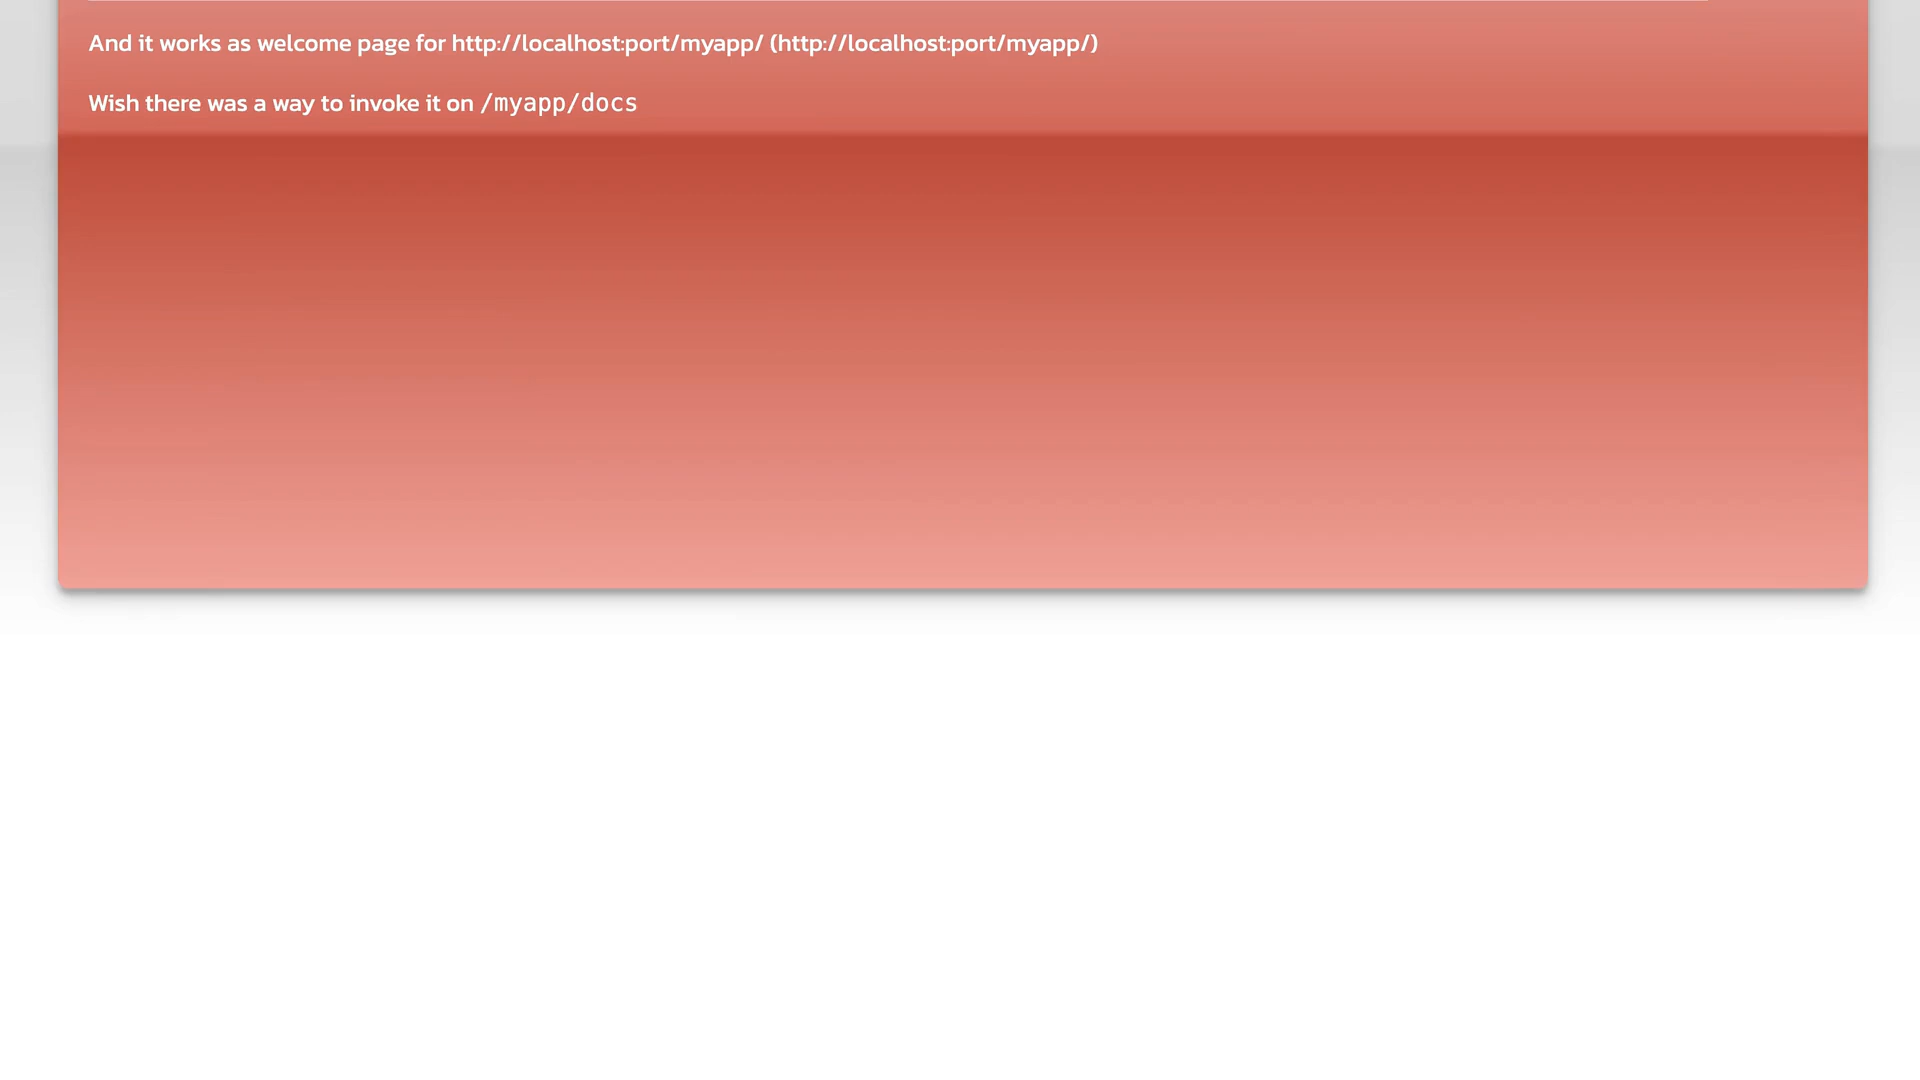 And it works as welcome page for http://localhost:port/myapp/ (http://localhost:port/myapp/)
Wish there was a way to invoke it on /myapp/docs